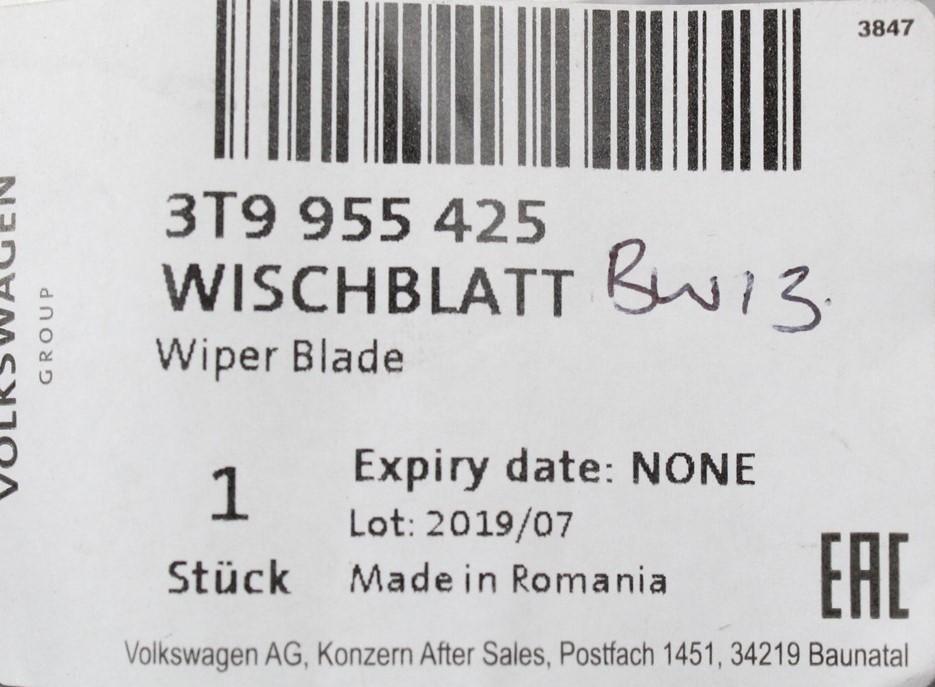 3847
VOLKSWAGEN
GROUP
3T9 955 425
WISCHBLATT BW13.
Wiper Blade
1
Stück
Expiry date: NONE
Lot: 2019/07
Made in Romania
EAC
Volkswagen AG, Konzern After Sales, Postfach 1451, 34219 Baunatal